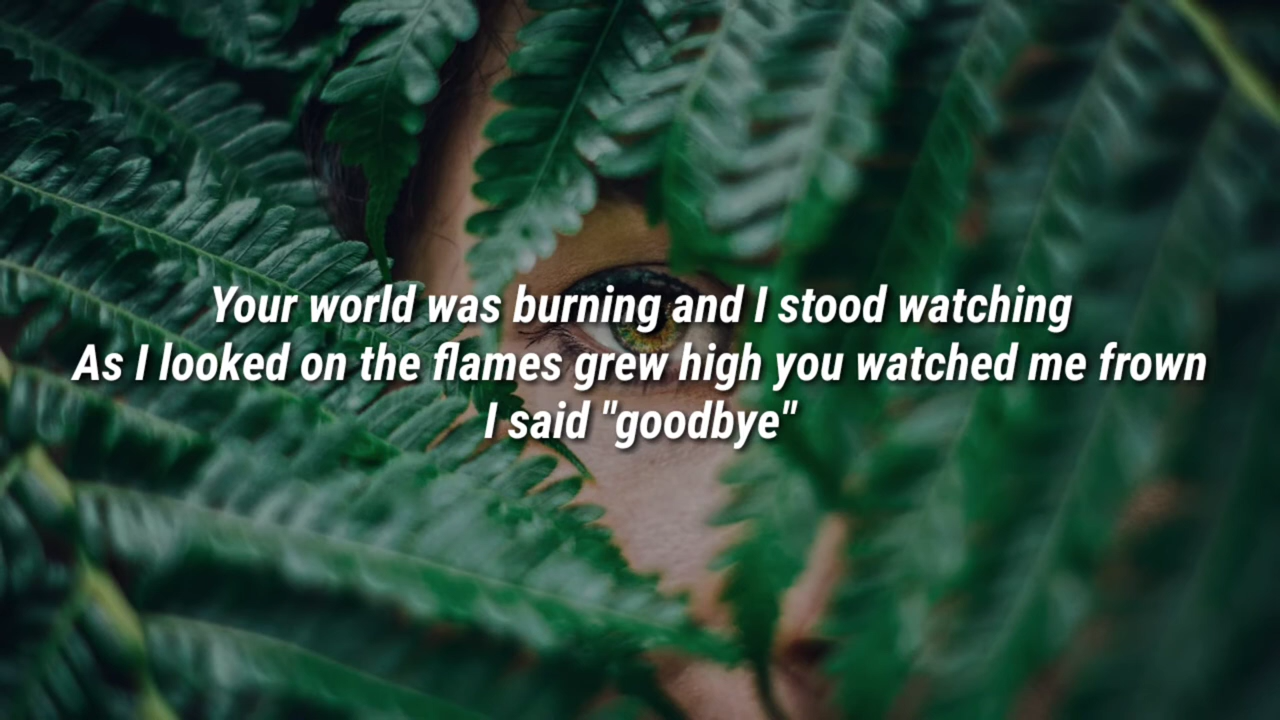 Your world was burning and I stood watching
As I looked on the flames grew high you watched me frown
I said "goodbye"